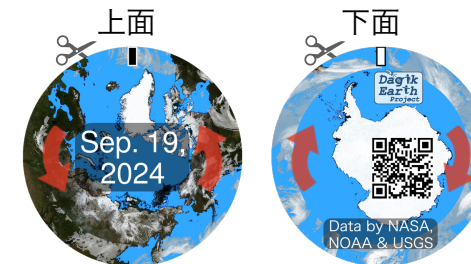 上面
下面
Sep. 19,
2024
Dagik
Earth
Project
Data by NASA,
NOAA & USGS